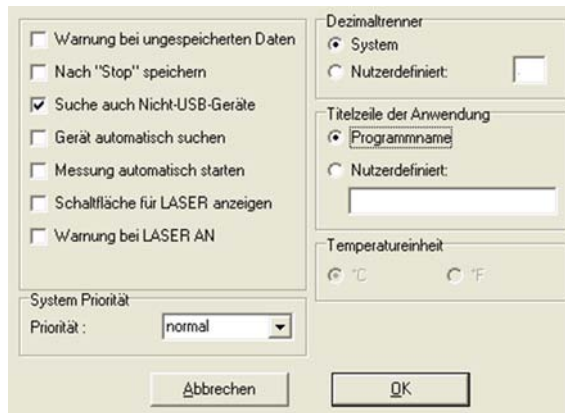 Warnung bei ungespeicherten Daten
Nach "Stop" speichern
Suche auch Nicht-USB-Geräte
Gerät automatisch suchen
Messung automatisch starten
Schaltfläche für LASER anzeigen
Warnung bei LASER AN
System Priorität
Priorität :
normal
Dezimaltrenner
System
Nutzerdefiniert:
Titelzeile der Anwendung
Programmname
Nutzerdefiniert:
Temperatureinheit
°C
°F
Abbrechen
OK